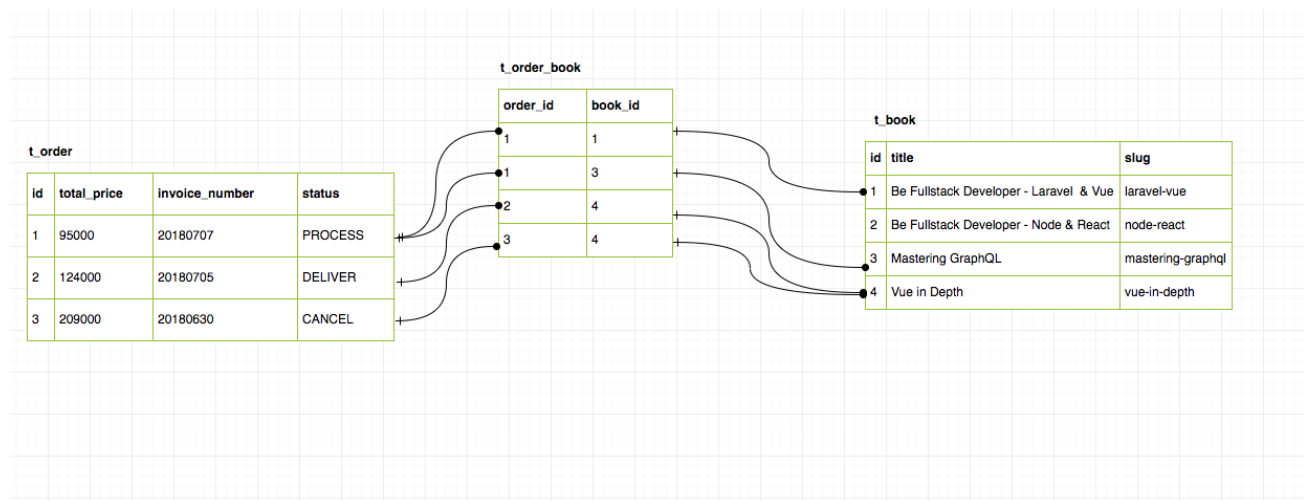 t_order
id total_price invoice_number status
1 95000 20180707 PROCESS
2 124000 20180705 DELIVER
3 209000 20180630 CANCEL
t_order_book
order_id book_id
1 1
1 3
2 4
3 4
t_book
id title slug
1 Be Fullstack Developer - Laravel & Vue laravel-vue
2 Be Fullstack Developer - Node & React node-react
3 Mastering GraphQL mastering-graphql
4 Vue in Depth vue-in-depth